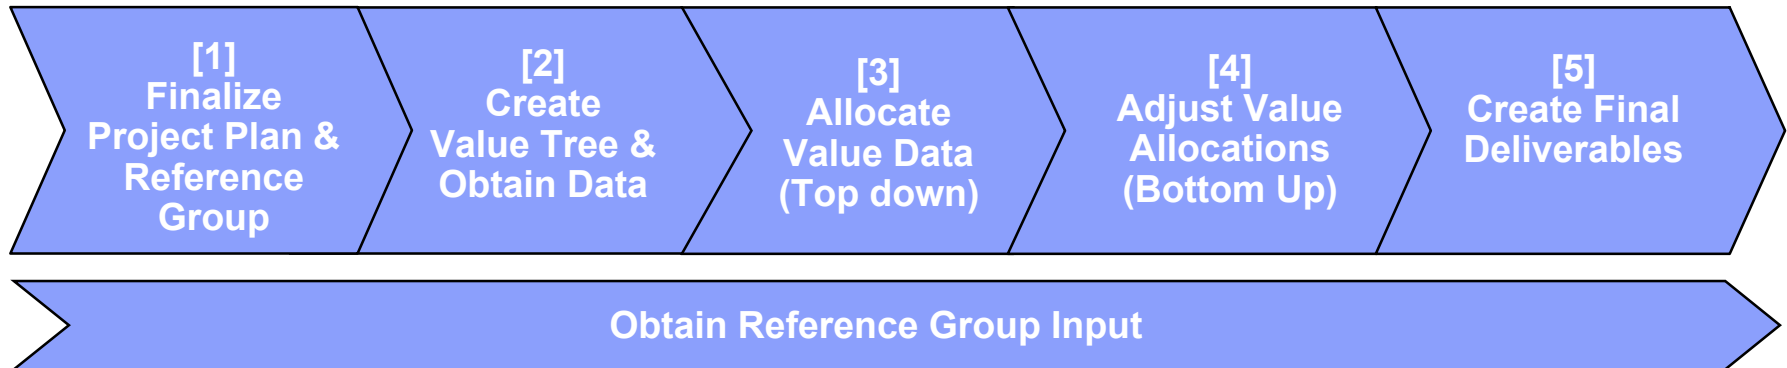 [1]
Finalize
Project Plan &
Reference
Group
[2]
Create
Value Tree &
Obtain Data
[3]
Allocate
Value Data
(Top down)
[4]
Adjust Value
Allocations
(Bottom Up)
[5]
Create Final
Deliverables
Obtain Reference Group Input